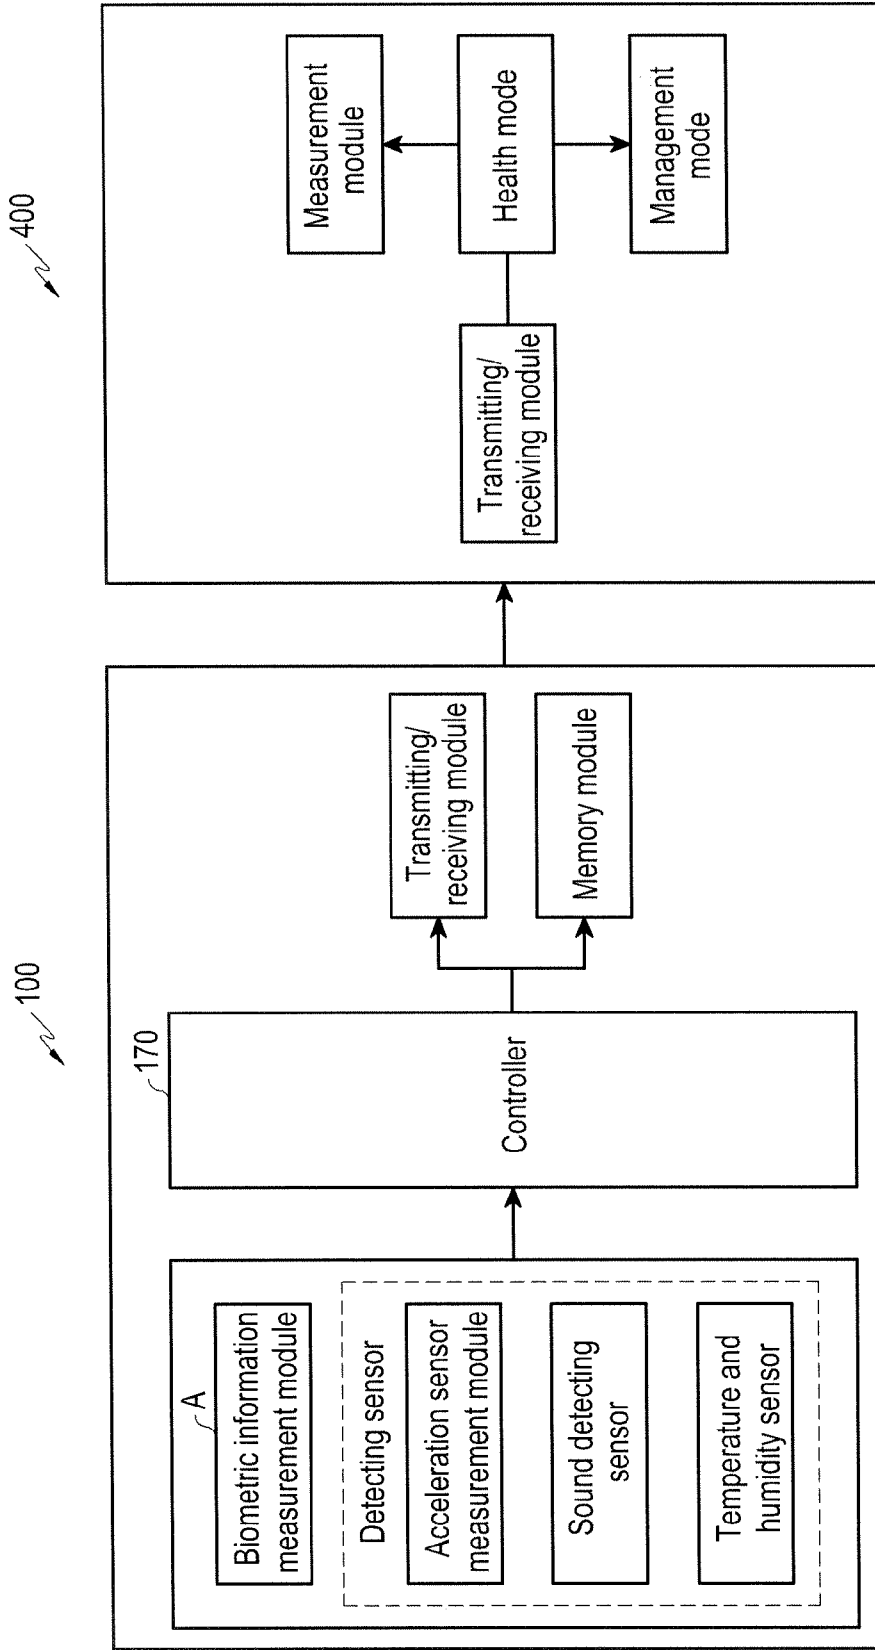 100
400
A
Biometric information
measurement module
Detecting sensor
Acceleration sensor
measurement module
Sound detecting
sensor
Temperature and
humidity sensor
170
Controller
Transmitting/
receiving module
Memory module
Transmitting/
receiving module
Measurement
module
Health mode
Management
mode